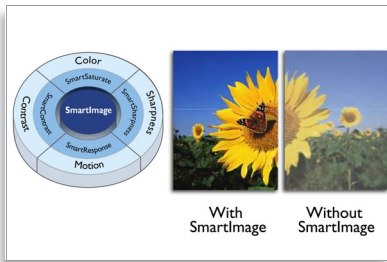 Color
SmartSaturate
Contrast
SmartContrast
SmartImage
SmartSharpness
Sharpness
SmartResponse
Motion
With
SmartImage
Without
SmartImage